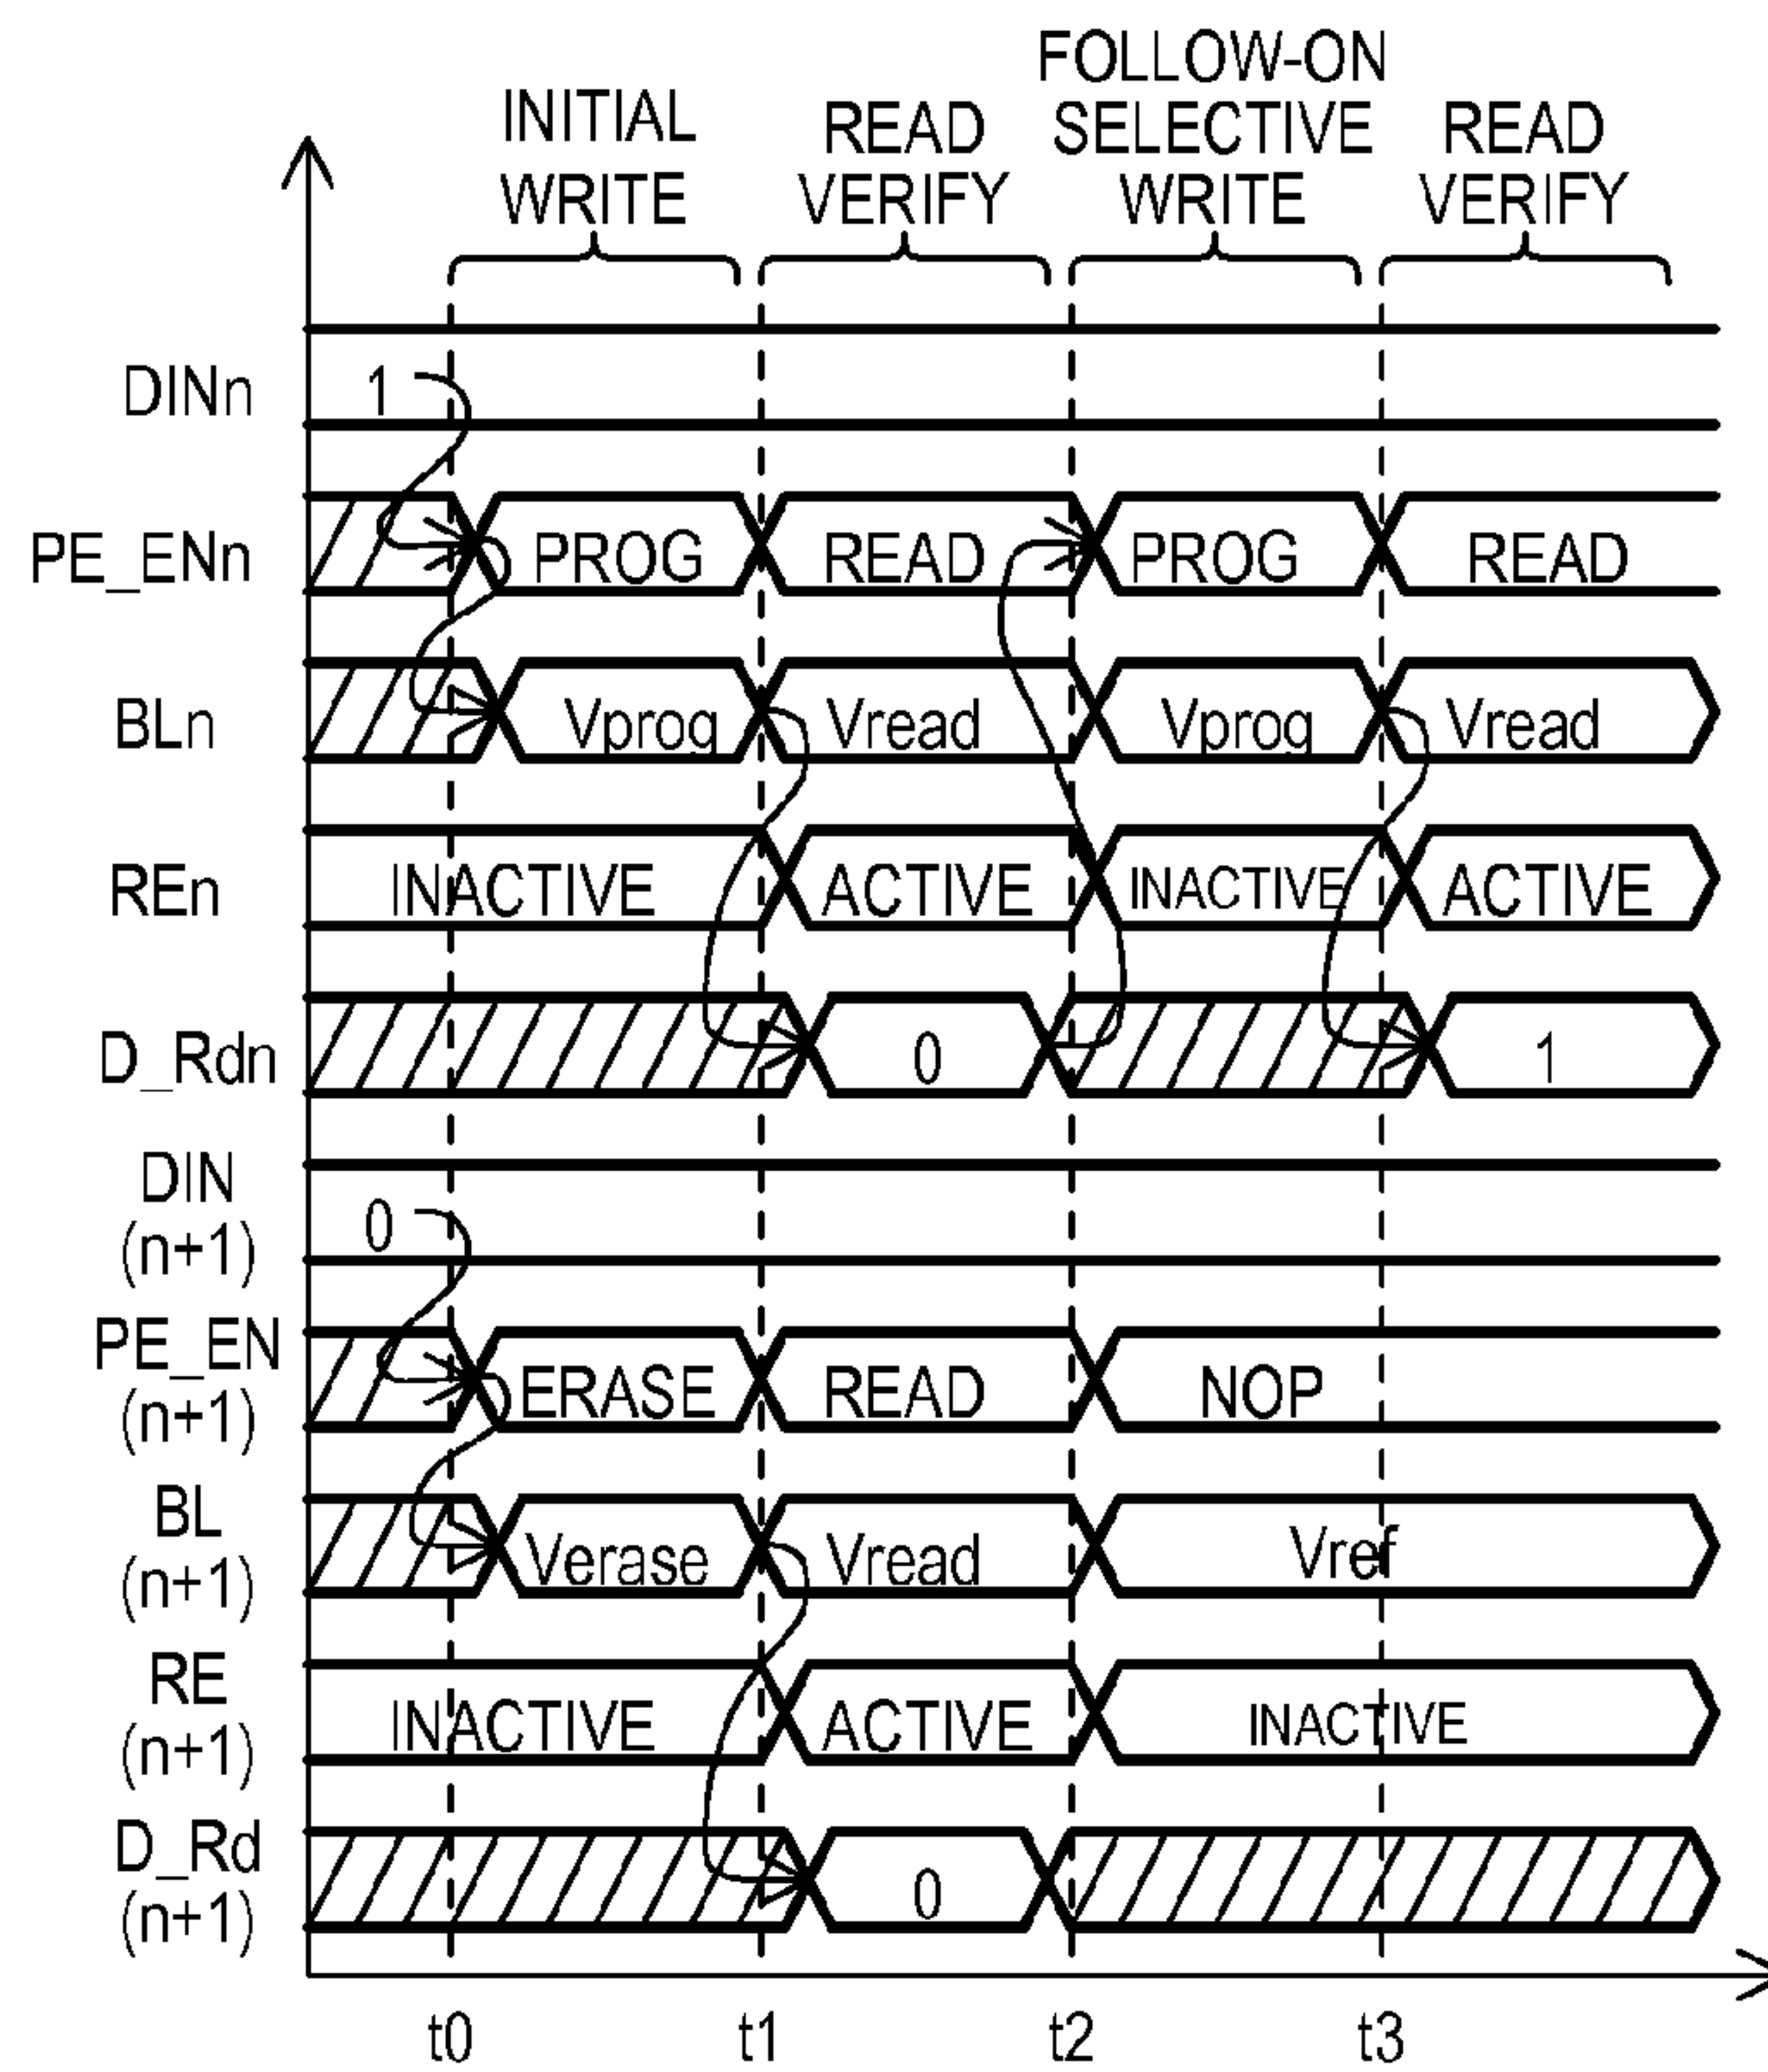 INITIAL
WRITE
READ
VERIFY
FOLLOW-ON
SELECTIVE
WRITE
READ
VERIFY
DINn 1
PE_ENn PROG READ PROG READ
BLn Vprog Vread Vprog Vread
REn INACTIVE ACTIVE INACTIVE ACTIVE
D_Rdn 0 1
DIN
(n+1) 0
PE_EN
(n+1) ERASE READ NOP
BL
(n+1) Verase Vread Vref
RE
(n+1) INACTIVE ACTIVE INACTIVE
D_Rd
(n+1) 0
t0 t1 t2 t3